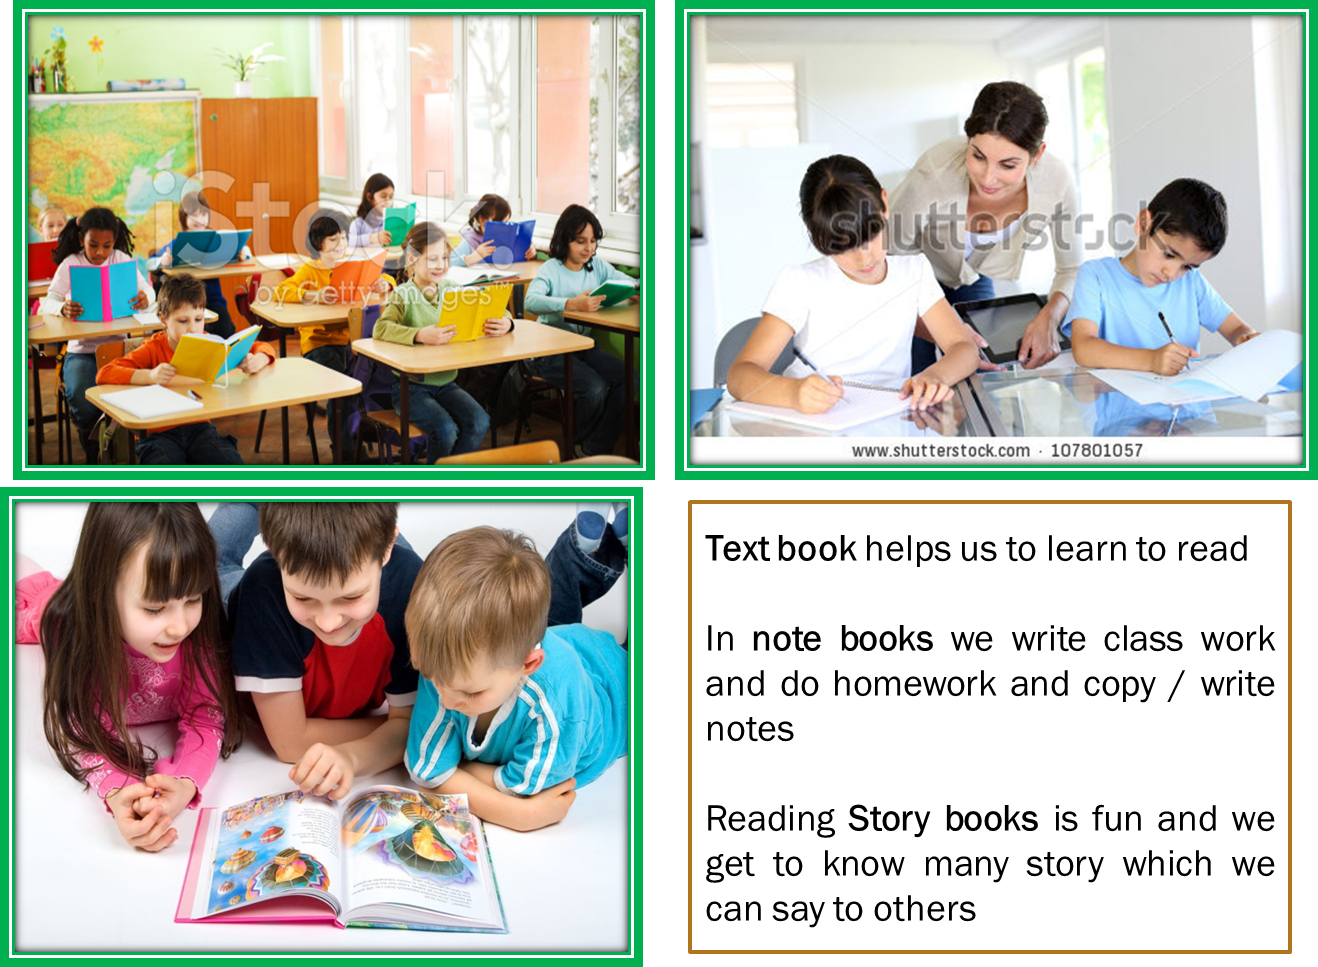 iStock.
by Getty Images™
shutterstock
www.shutterstock.com · 107801057
Text book helps us to learn to read
In note books we write class work
and do homework and copy / write
notes
Reading Story books is fun and we
get to know many story which we
can say to others